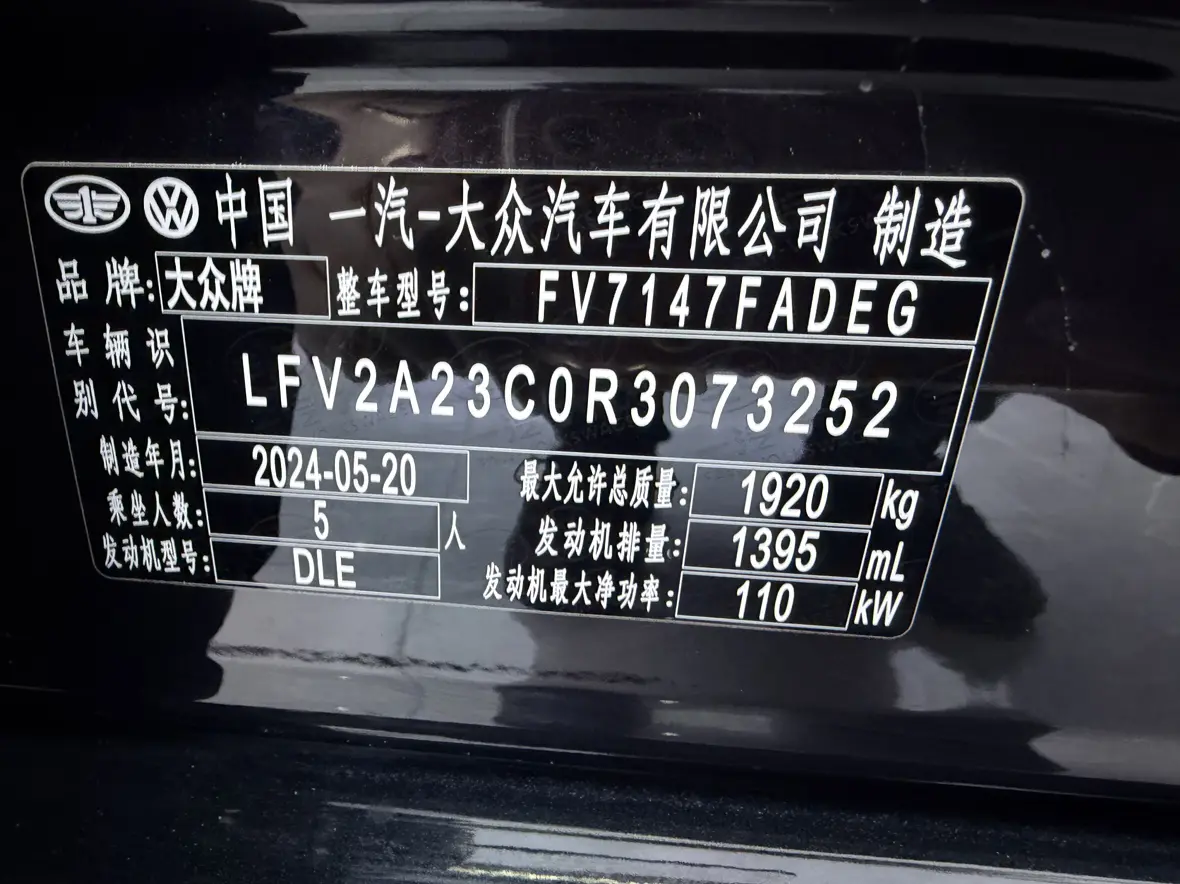 中国 一汽-大众汽车有限公司 制造
品牌: 大众牌 整车型号: FV7147FADEG
车辆识别代号: LFV2A23C0R3073252
制造年月: 2024-05-20 最大允许总质量: 1920 kg
乘坐人数: 5 人 发动机排量: 1395 mL
发动机型号: DLE 发动机最大净功率: 110 kW